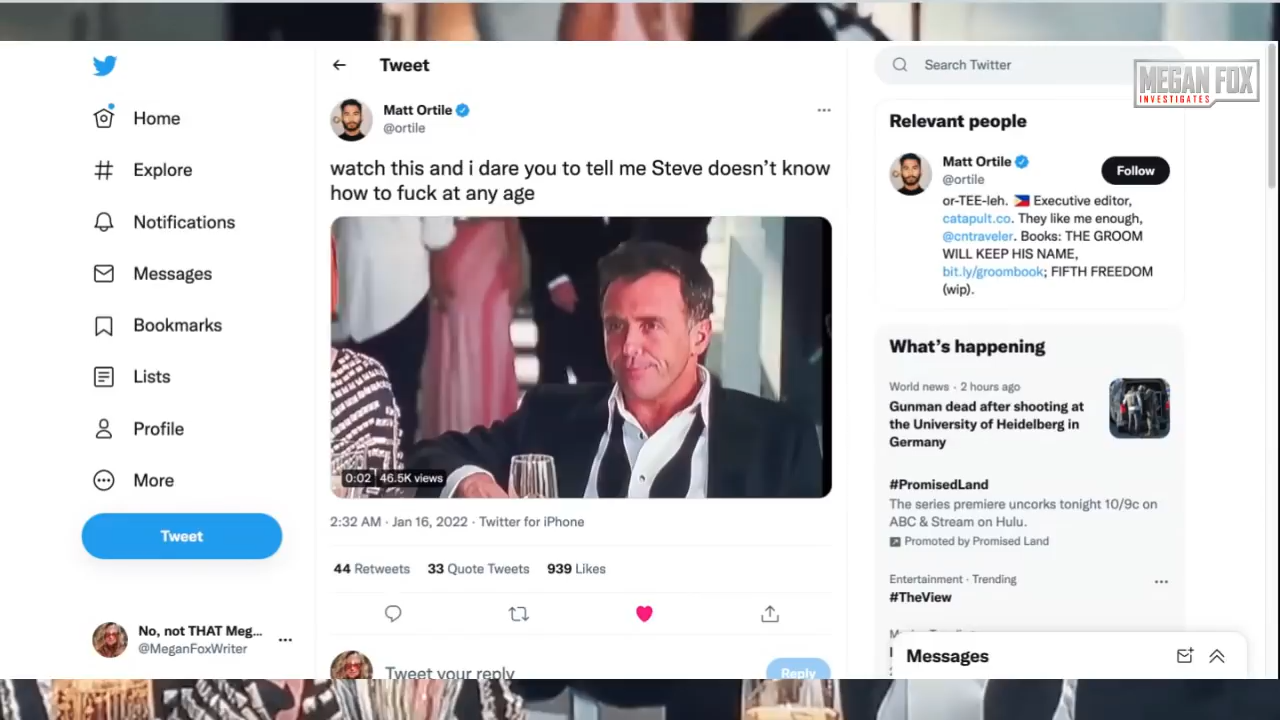 Tweet
Search Twitter
MEGAN FOX
INVESTIGATES
Home
Explore
Notifications
Messages
Bookmarks
Lists
Profile
More
Tweet
No, not THAT Meg...
@MeganFoxWriter
Matt Ortile
@ortile
watch this and i dare you to tell me Steve doesn’t know
how to fuck at any age
0:02 46.5K views
2:32 AM · Jan 16, 2022 · Twitter for iPhone
44 Retweets 33 Quote Tweets 939 Likes
Tweet your reply
Reply
Relevant people
Matt Ortile
@ortile
Follow
or-TEE-leh. 🇵🇭 Executive editor,
catapult.co. They like me enough,
@cntraveler. Books: THE GROOM
WILL KEEP HIS NAME,
bit.ly/groombook; FIFTH FREEDOM
(wip).
What’s happening
World news · 2 hours ago
Gunman dead after shooting at
the University of Heidelberg in
Germany
#PromisedLand
The series premiere uncorks tonight 10/9c on
ABC & Stream on Hulu.
Promoted by Promised Land
Entertainment · Trending
#TheView
Messages